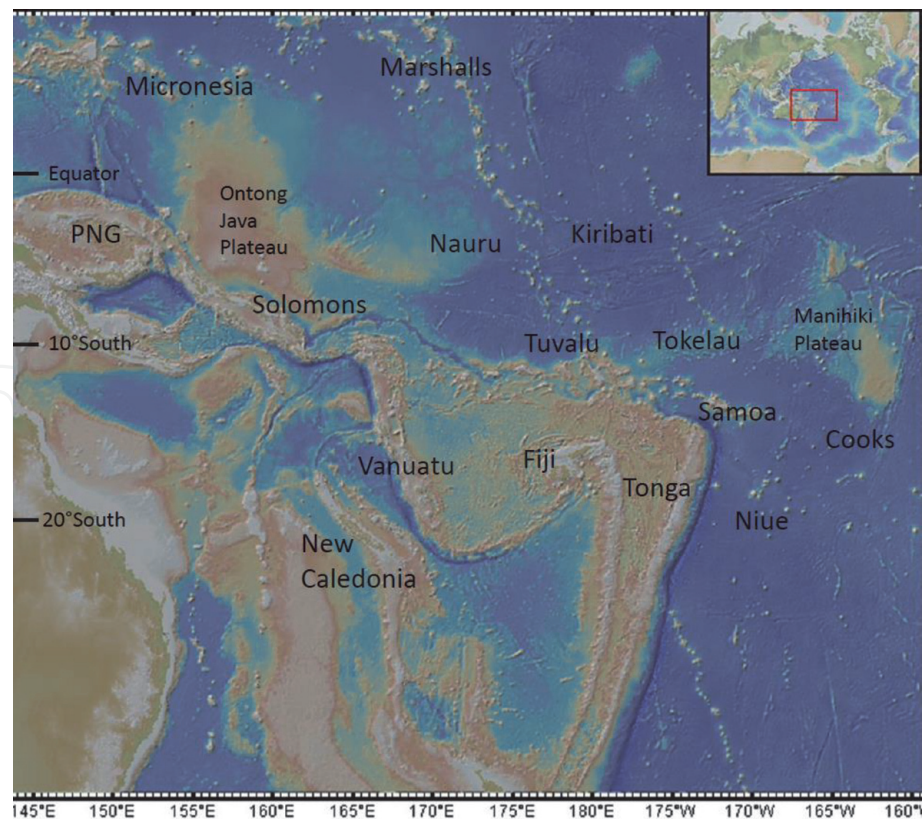 Marshalls
Micronesia
Equator
Ontong
Java
Plateau
PNG
Nauru
Kiribati
Solomons
Manihiki
Plateau
10°South
Tuvalu
Tokelau
Samoa
Cooks
Vanuatu
Fiji
Tonga
20°South
Niue
New
Caledonia
145°E 150°E 155°E 160°E 165°E 170°E 175°E 180°E 175°W 170°W 165°W 160°W